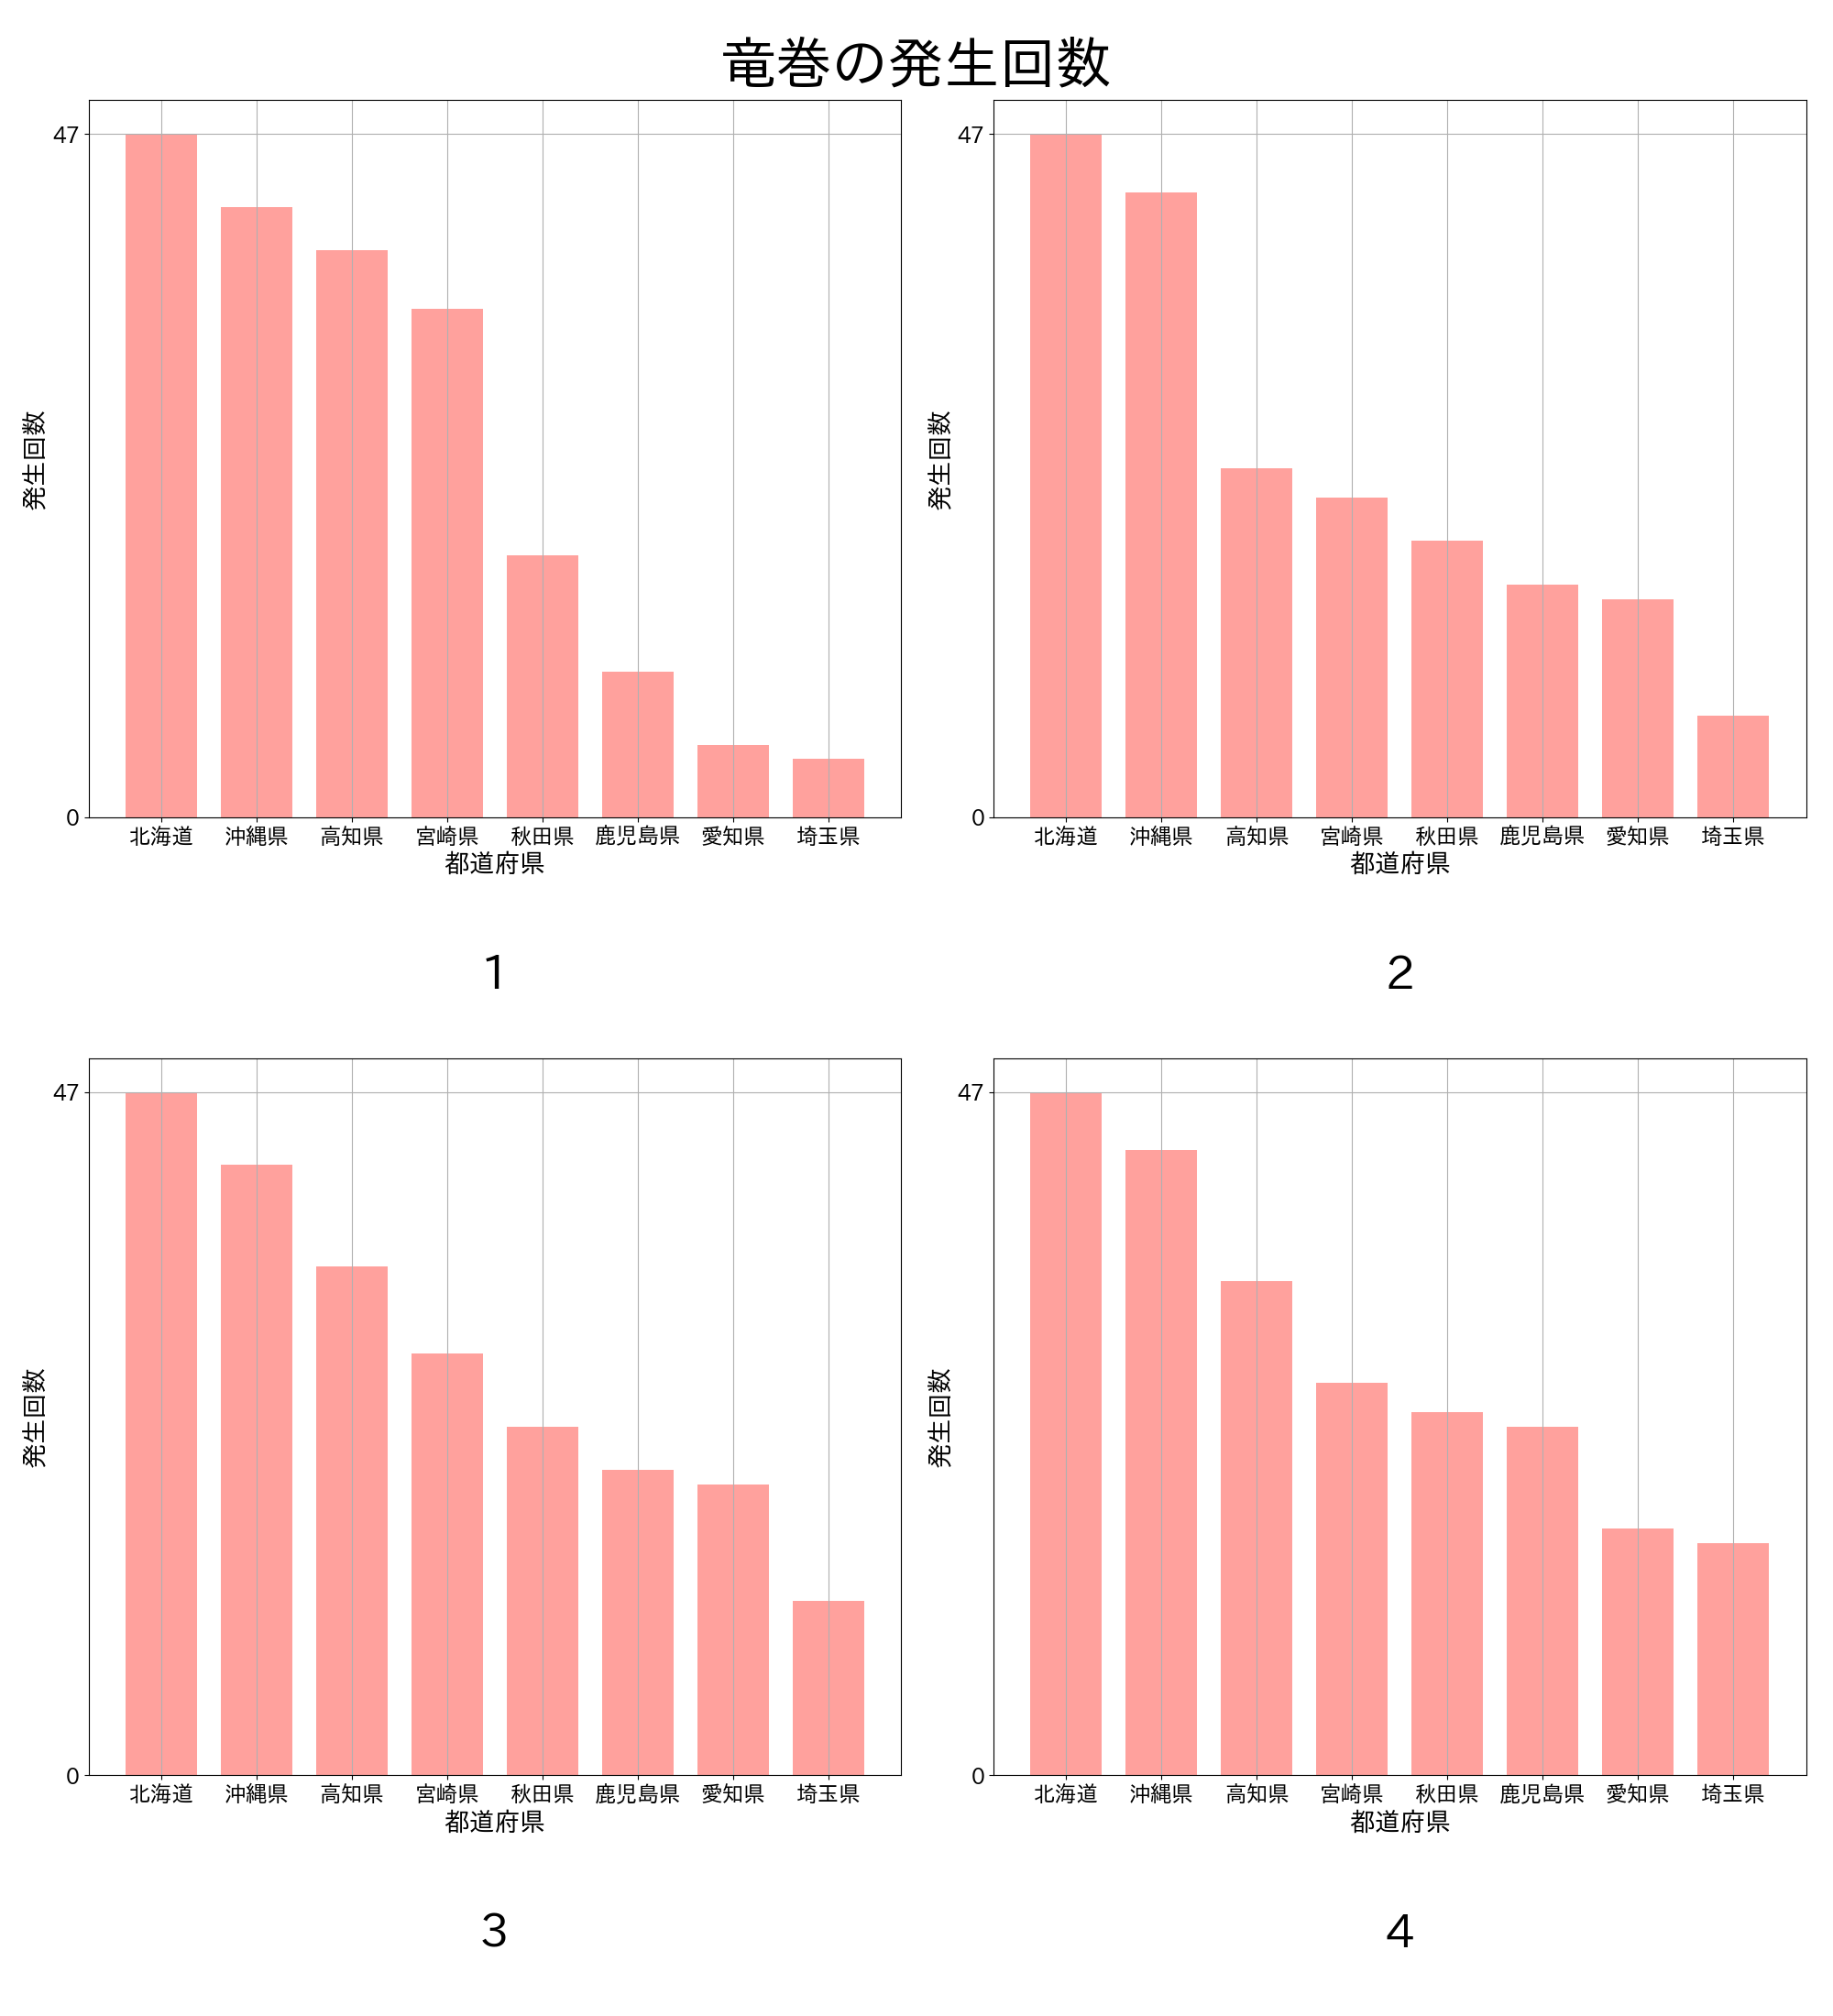 竜巻の発生回数
47
0
発生回数
北海道 沖縄県 高知県 宮崎県 秋田県 鹿児島県 愛知県 埼玉県
都道府県
1
47
0
発生回数
北海道 沖縄県 高知県 宮崎県 秋田県 鹿児島県 愛知県 埼玉県
都道府県
2
47
0
発生回数
北海道 沖縄県 高知県 宮崎県 秋田県 鹿児島県 愛知県 埼玉県
都道府県
3
47
0
発生回数
北海道 沖縄県 高知県 宮崎県 秋田県 鹿児島県 愛知県 埼玉県
都道府県
4